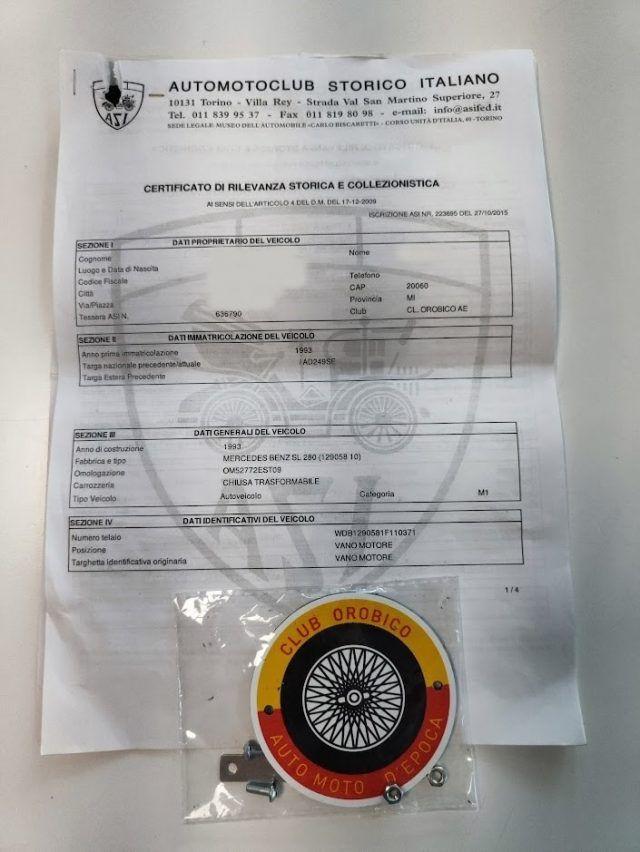 AUTOMOTOCLUB STORICO ITALIANO
10131 Torino - Villa Rey - Strada Val San Martino Superiore, 27
Tel. 011 839 95 37 - Fax 011 819 80 98 - e-mail: info@asifed.it
SEDE LEGALE: MUSEO DELL'AUTOMOBILE «CARLO BISCARETTI» - CORSO UNITÀ D'ITALIA, 40 - TORINO
ASI
CERTIFICATO DI RILEVANZA STORICA E COLLEZIONISTICA
AI SENSI DELL'ARTICOLO 4 DEL D.M. DEL 17-12-2009
ISCRIZIONE ASI NR. 223695 DEL 27/10/2015
SEZIONE I DATI PROPRIETARIO DEL VEICOLO
Cognome Nome
Luogo e Data di Nascita
Codice Fiscale Telefono
Città CAP 20060
Via/Piazza Provincia MI
Tessera ASI N. 636790 Club CL. OROBICO AE
SEZIONE II DATI IMMATRICOLAZIONE DEL VEICOLO
Anno prima immatricolazione 1993
Targa nazionale precedente/attuale /AD249SE
Targa Estera Precedente
SEZIONE III DATI GENERALI DEL VEICOLO
Anno di costruzione 1993
Fabbrica e tipo MERCEDES BENZ SL 280 (129058 10)
Omologazione OM52772EST09
Carrozzeria CHIUSA TRASFORMABILE
Tipo Veicolo Autoveicolo Categoria M1
SEZIONE IV DATI IDENTIFICATIVI DEL VEICOLO
Numero telaio WDB1290581F110371
Posizione VANO MOTORE
Targhetta identificativa originaria VANO MOTORE
1 / 4
CLUB OROBICO
AUTO MOTO D'EPOCA